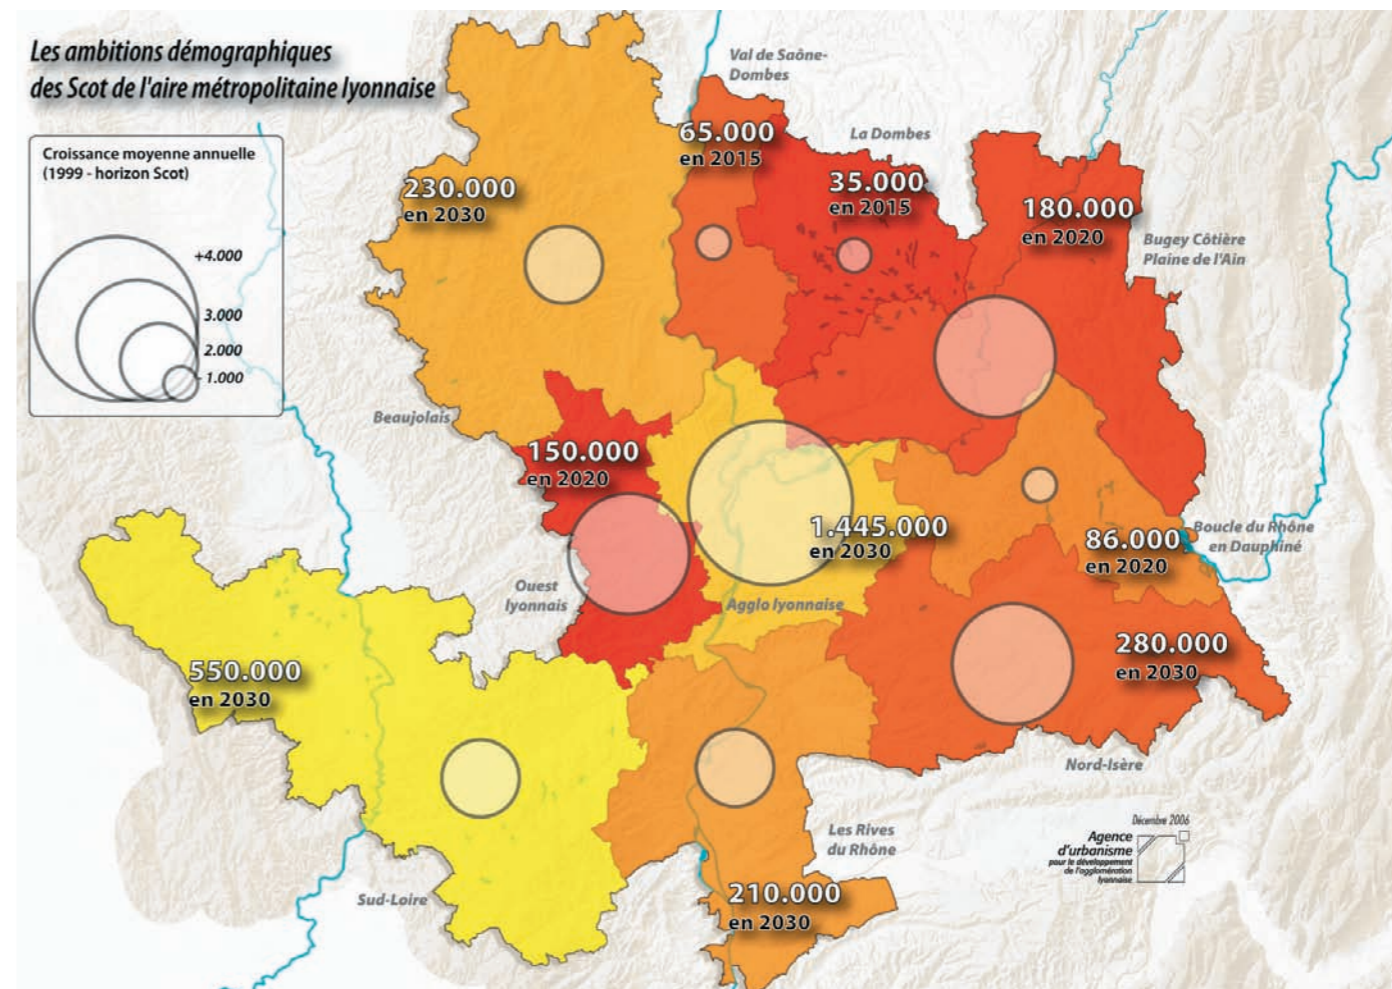 Les ambitions démographiques
des Scot de l'aire métropolitaine lyonnaise
Croissance moyenne annuelle
(1999 - horizon Scot)
+4.000
3.000
2.000
1.000
Val de Saône-
Dombes
65.000
en 2015
La Dombes
35.000
en 2015
230.000
en 2030
180.000
en 2020
Bugey Côtière
Plaine de l'Ain
Beaujolais
150.000
en 2020
1.445.000
en 2030
Boucle du Rhône
en Dauphiné
86.000
en 2020
Ouest
lyonnais
Agglo lyonnaise
550.000
en 2030
280.000
en 2030
Nord-Isère
Les Rives
du Rhône
Sud-Loire
210.000
en 2030
Décembre 2006
Agence
d'urbanisme
pour le développement
de l'agglomération
lyonnaise